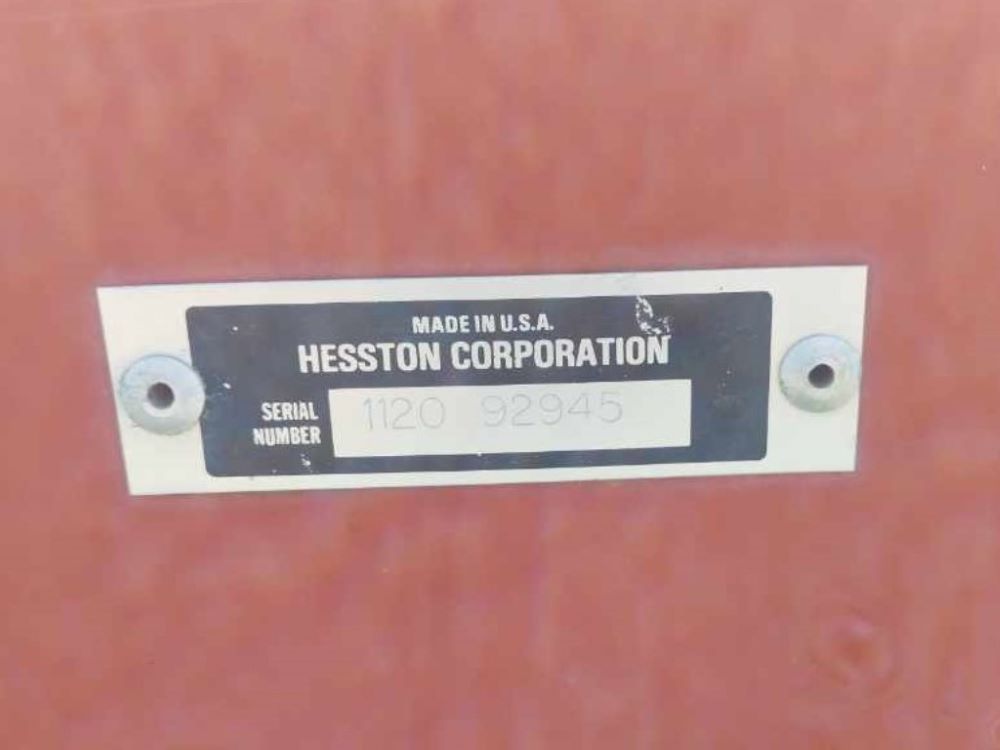 MADE IN U.S.A.
HESSTON CORPORATION
SERIAL NUMBER
1120 92945